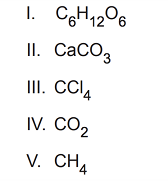 I. C₆H₁₂O₆
II. CaCO₃
III. CCl₄
IV. CO₂
V. CH₄